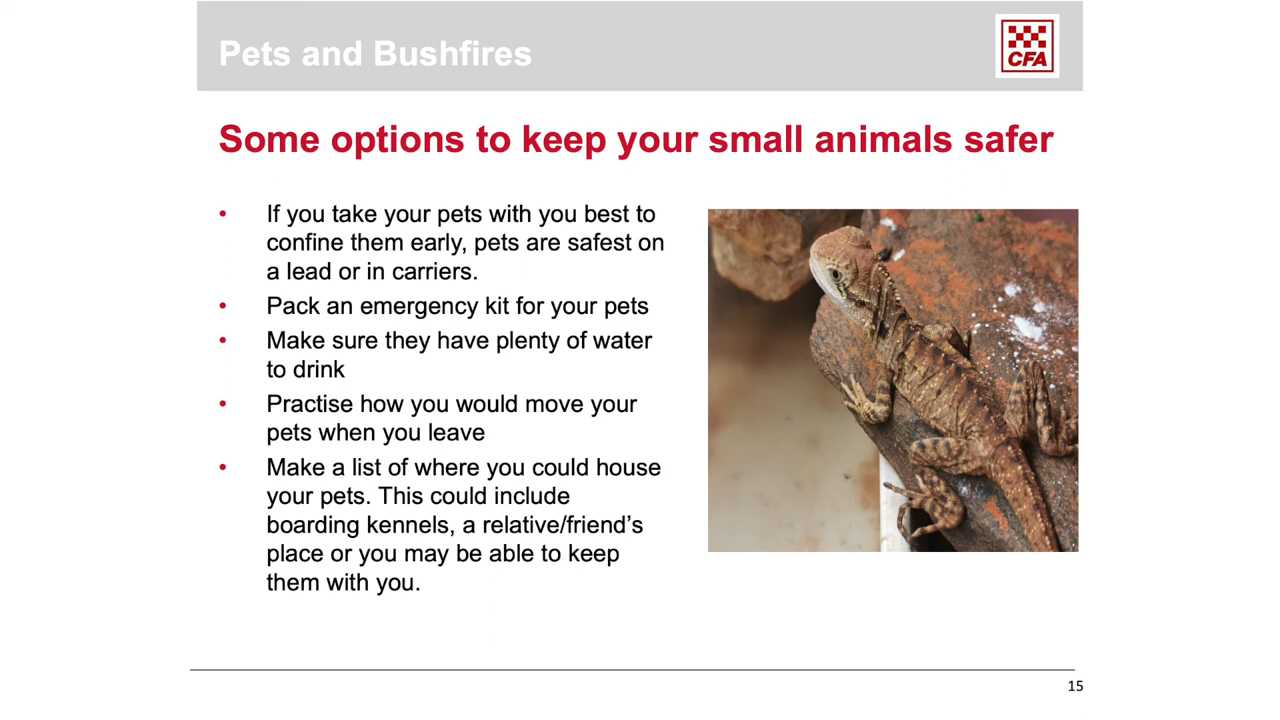 Pets and Bushfires
CFA
Some options to keep your small animals safer
• If you take your pets with you best to
confine them early, pets are safest on
a lead or in carriers.
• Pack an emergency kit for your pets
• Make sure they have plenty of water
to drink
• Practise how you would move your
pets when you leave
• Make a list of where you could house
your pets. This could include
boarding kennels, a relative/friend’s
place or you may be able to keep
them with you.
15